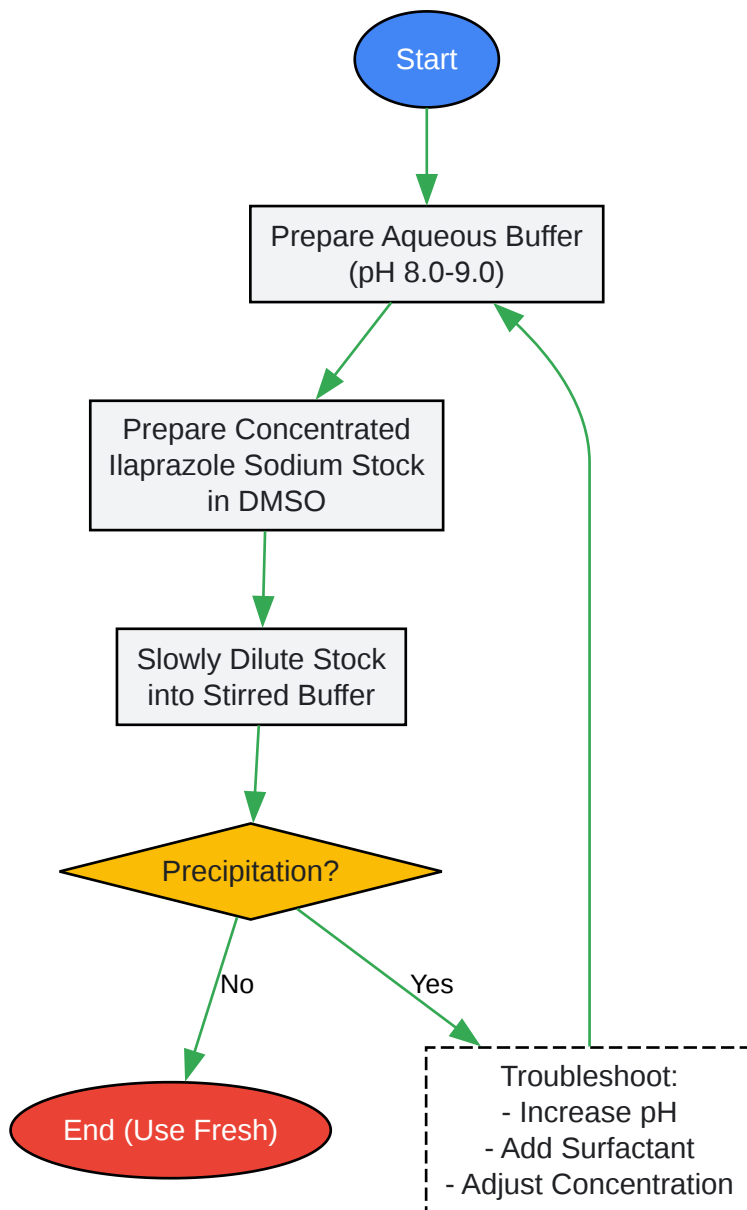 Start
Prepare Aqueous Buffer
(pH 8.0-9.0)
Prepare Concentrated
Ilaprazole Sodium Stock
in DMSO
Slowly Dilute Stock
into Stirred Buffer
Precipitation?
No
Yes
End (Use Fresh)
Troubleshoot:
- Increase pH
- Add Surfactant
- Adjust Concentration